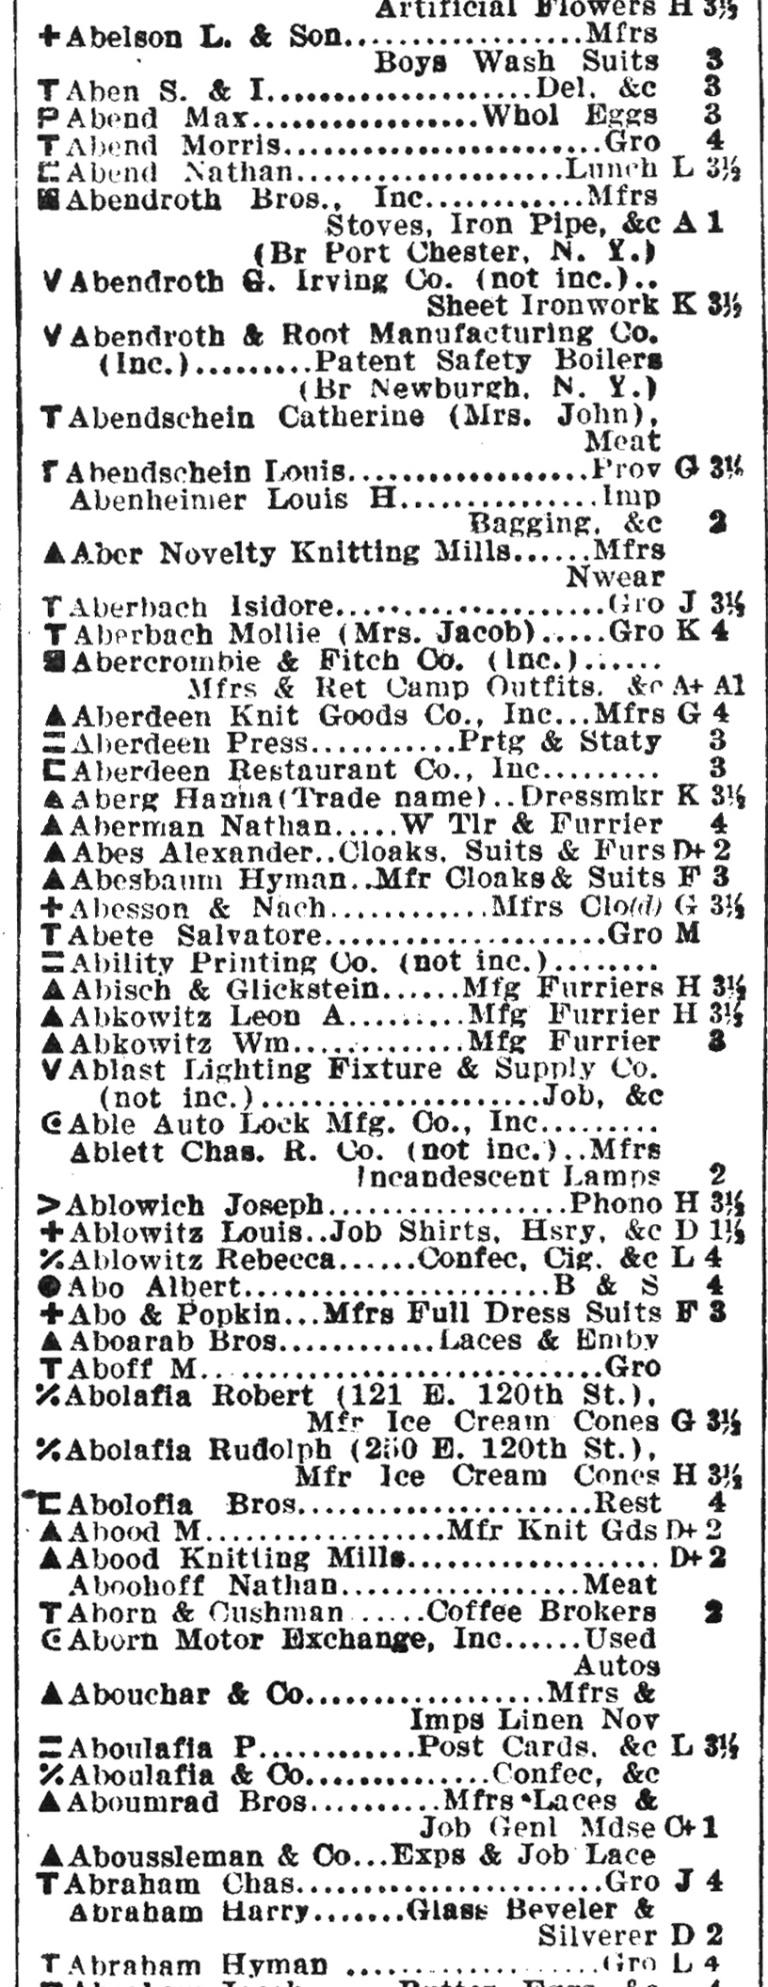 Artificial Flowers H 3½
+Abelson L. & Son.................Mfrs
Boys Wash Suits 3
TAben S. & I.....................Del. &c 3
PAbend Max.................Whol Eggs 3
TAbend Morris.........................Gro 4
Abend Nathan.....................Lunch L 3½
Abendroth Bros., Inc............Mfrs
Stoves, Iron Pipe, &c A 1
(Br Port Chester, N. Y.)
VAbendroth G. Irving Co. (not inc.)..
Sheet Ironwork K 3½
VAbendroth & Root Manufacturing Co.
(Inc.).........Patent Safety Boilers
(Br Newburgh, N. Y.)
TAbendschein Catherine (Mrs. John),
Meat
TAbendschein Louis..................Prov G 3½
Abenheimer Louis H...............Imp
Bagging, &c 2
▲Aber Novelty Knitting Mills......Mfrs
Nwear
TAberbach Isidore....................Gro J 3½
TAberbach Mollie (Mrs. Jacob).....Gro K 4
Abercrombie & Fitch Co. (Inc.)......
Mfrs & Ret Camp Outfits, &c A+ A1
▲Aberdeen Knit Goods Co., Inc...Mfrs G 4
=Aberdeen Press...........Prtg & Staty 3
⊏Aberdeen Restaurant Co., Inc......... 3
▲Aberg Hanna(Trade name)..Dressmkr K 3½
▲Aberman Nathan.....W Tlr & Furrier 4
▲Abes Alexander..Cloaks, Suits & Furs D+ 2
▲Abesbaum Hyman..Mfr Cloaks & Suits F 3
+Abesson & Nach............Mfrs Clo(d) G 3½
TAbete Salvatore.....................Gro M
=Ability Printing Co. (not inc.)........
▲Abisch & Glickstein......Mfg Furriers H 3½
▲Abkowitz Leon A.........Mfg Furrier H 3½
▲Abkowitz Wm.............Mfg Furrier 3
VAblast Lighting Fixture & Supply Co.
(not inc.).....................Job, &c
Able Auto Lock Mfg. Co., Inc.........
Ablett Chas. R. Co. (not inc.)..Mfrs
Incandescent Lamps 2
>Ablowich Joseph..................Phono H 3½
+Ablowitz Louis..Job Shirts, Hsry, &c D 1½
⁒Ablowitz Rebecca......Confec, Cig. &c L 4
●Abo Albert.......................B & S 4
+Abo & Popkin...Mfrs Full Dress Suits F 3
▲Aboarab Bros............Laces & Emby
TAboff M..............................Gro
⁒Abolafia Robert (121 E. 120th St.),
Mfr Ice Cream Cones G 3½
⁒Abolafia Rudolph (E. 120th St.),
Mfr Ice Cream Cones H 3½
⊏Abolofia Bros......................Rest 4
▲Abood M..................Mfr Knit Gds D+ 2
▲Abood Knitting Mills................... D+ 2
Aboohoff Nathan..................Meat
TAborn & Cushman......Coffee Brokers 2
Aborn Motor Exchange, Inc......Used
Autos
▲Abouchar & Co..................Mfrs &
Imps Linen Nov
=Aboulafia P............Post Cards, &c L 3½
⁒Aboulafia & Co..............Confec, &c
▲Aboumrad Bros..........Mfrs Laces &
Job Genl Mdse C+ 1
▲Aboussleman & Co...Exps & Job Lace
TAbraham Chas.......................Gro J 4
Abraham Harry.......Glass Beveler &
Silverer D 2
TAbraham Hyman ...................Gro L 4